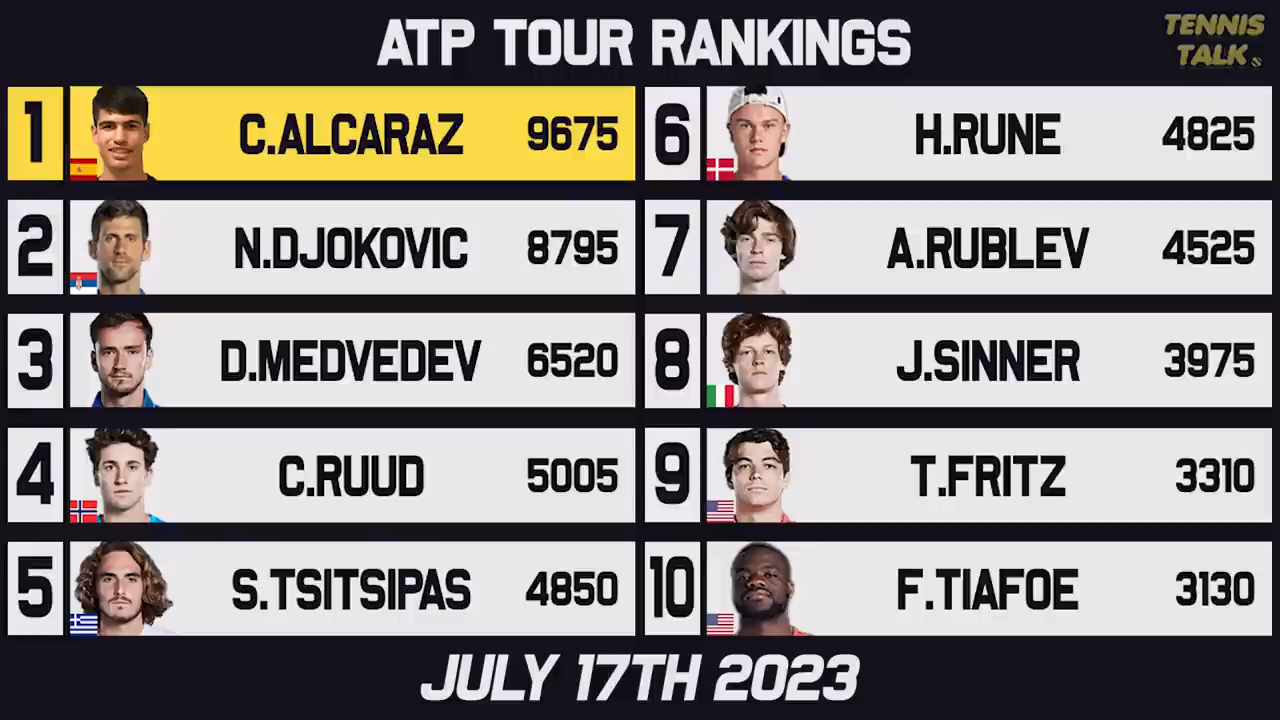 ATP TOUR RANKINGS
TENNIS
TALK
1 C.ALCARAZ 9675
2 N.DJOKOVIC 8795
3 D.MEDVEDEV 6520
4 C.RUUD 5005
5 S.TSITSIPAS 4850
6 H.RUNE 4825
7 A.RUBLEV 4525
8 J.SINNER 3975
9 T.FRITZ 3310
10 F.TIAFOE 3130
JULY 17TH 2023